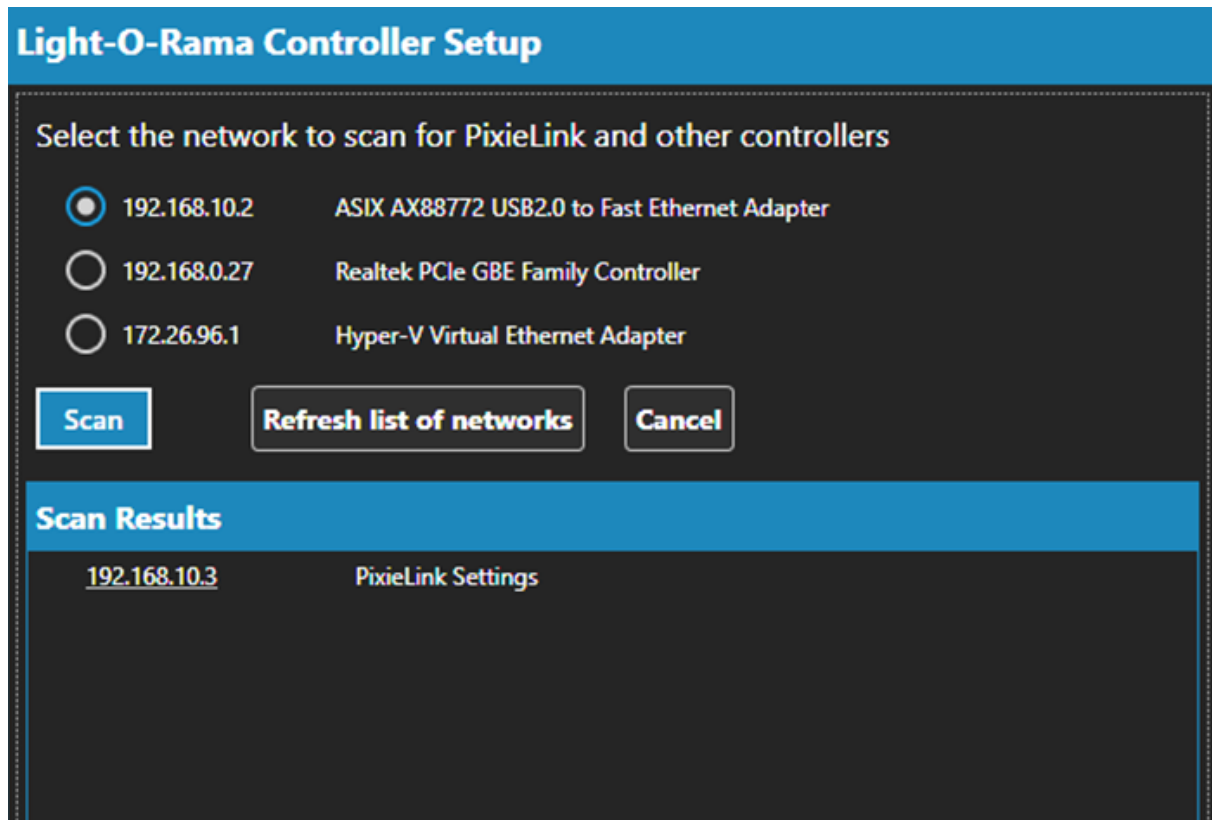 Light-O-Rama Controller Setup
Select the network to scan for PixieLink and other controllers
192.168.10.2 ASIX AX88772 USB2.0 to Fast Ethernet Adapter
192.168.0.27 Realtek PCIe GBE Family Controller
172.26.96.1 Hyper-V Virtual Ethernet Adapter
Scan Refresh list of networks Cancel
Scan Results
192.168.10.3 PixieLink Settings